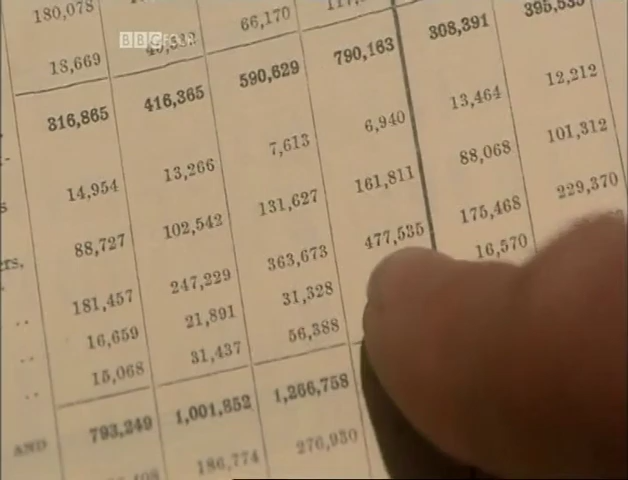 180,078
BBC FOUR
13,669 66,170
316,865 416,365 590,629 790,163 308,391
14,954 13,266 7,613 6,940 13,464 12,212
88,727 102,542 131,627 161,811 88,068 101,312
181,457 247,229 363,673 477,535 175,468 229,370
.. 16,659 21,891 31,328 16,570
.. 15,068 31,437 56,388
AND 793,249 1,001,852 1,266,758
186,774 276,930